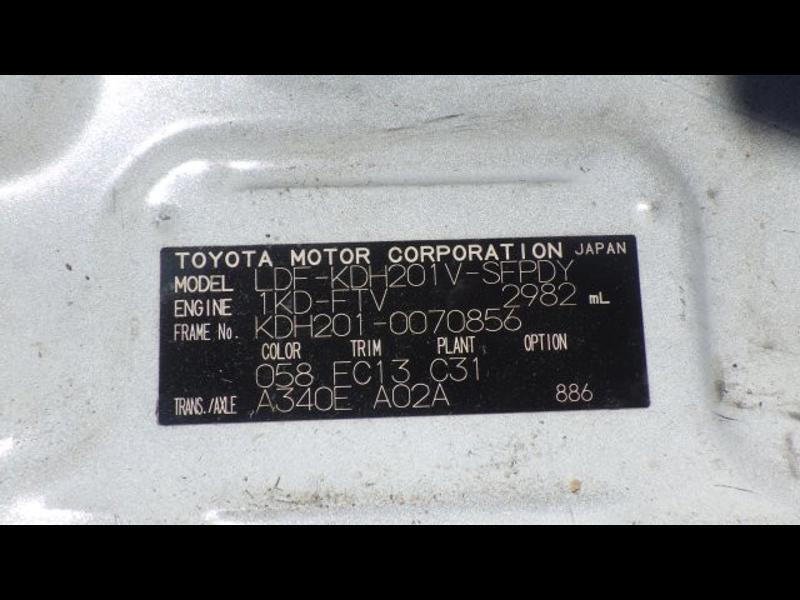 TOYOTA MOTOR CORPORATION JAPAN
MODEL LDF-KDH201V-SFPDY
ENGINE 1KD-FTV 2982 mL
FRAME No. KDH201-0070856
COLOR TRIM PLANT OPTION
058 FC13 C31
TRANS./AXLE A340E A02A 886